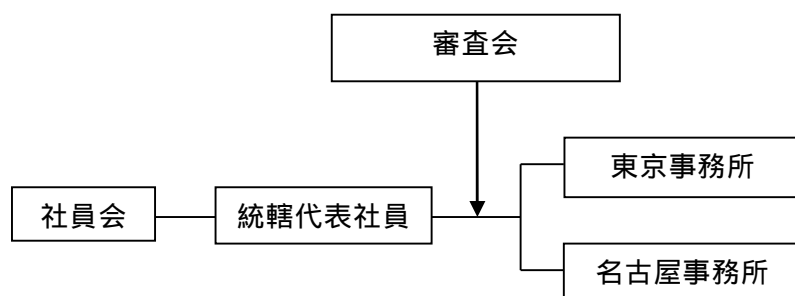 審査会
東京事務所
社員会
統轄代表社員
名古屋事務所